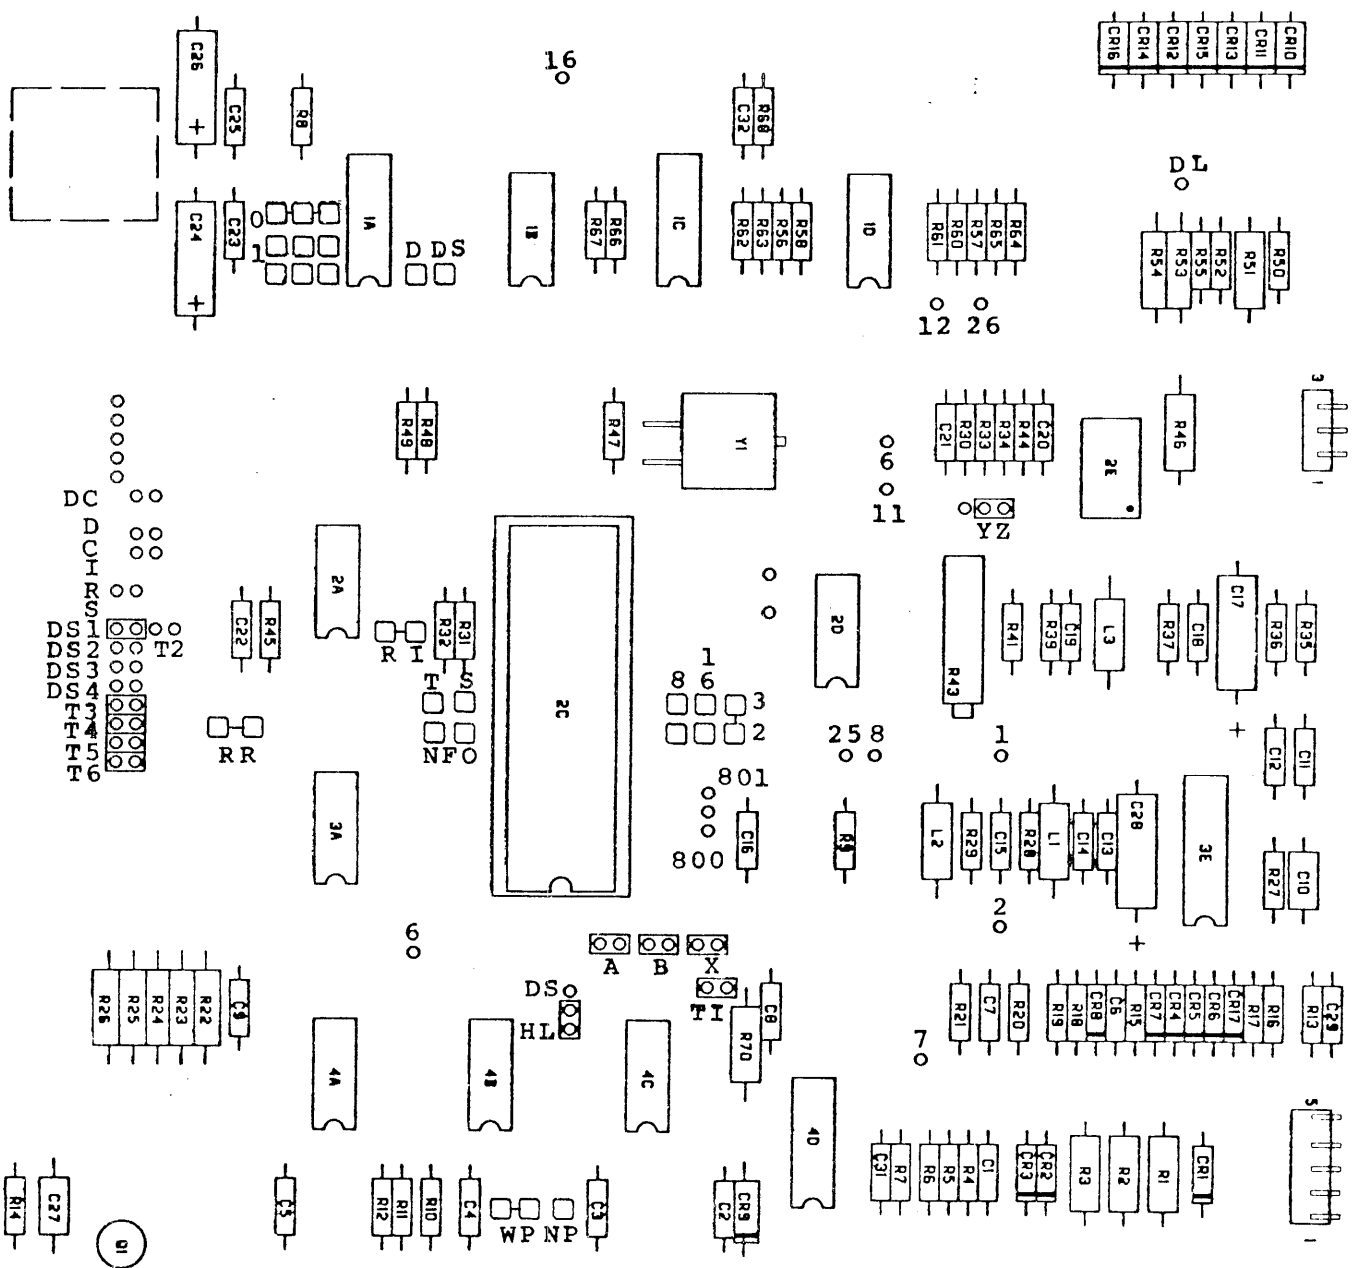 CR16 CR14 CR12 CR15 CR13 CR11 CR10
C26 + C25 R8
16
C32 R68
DL
C24 + C23
0
1
1A
D DS
1B
R67 R66
1C
R62 R63 R56 R58
1D
R61 R60 R57 R65 R64
R54 R53 R55 R52 R51 R50
12 26
R49 R48
R47
Y1
6
11
C21 R30 R33 R34 R44 C20
YZ
2E
R46
3
1
DC
D
C
I
R
S
DS1
T2
DS2
DS3
DS4
T3
T4
T5
T6
C22 R45
2A
R I
R32 R31
T S
NFO
RR
2C
1
8 6
3
2
2D
25 8
R43
R41 R39 C19 L3
R37 C18 C17 + R36 R35
1
C12 C11
3A
801
800
C16
R9
L2 R29 C15 R28 L1 C14 C13 C28 +
3E
R27 C10
2
6
A B X
TI
DS
HL
R26 R25 R24 R23 R22 C9
4A
4B
4C
R70 C8
7
R21 C7 R20
R19 R18 CR8 C6 R15 CR7 CR4 CR5 CR6 CR17 R17 R16
R13 C29
4D
5
1
R14 C27
Q1
C5
R12 R11 R10 C4
WP NP
C3
C2 CR9
C31 R7 R6 R5 R4 C1
CR3 CR2 R3 R2 R1 CR1